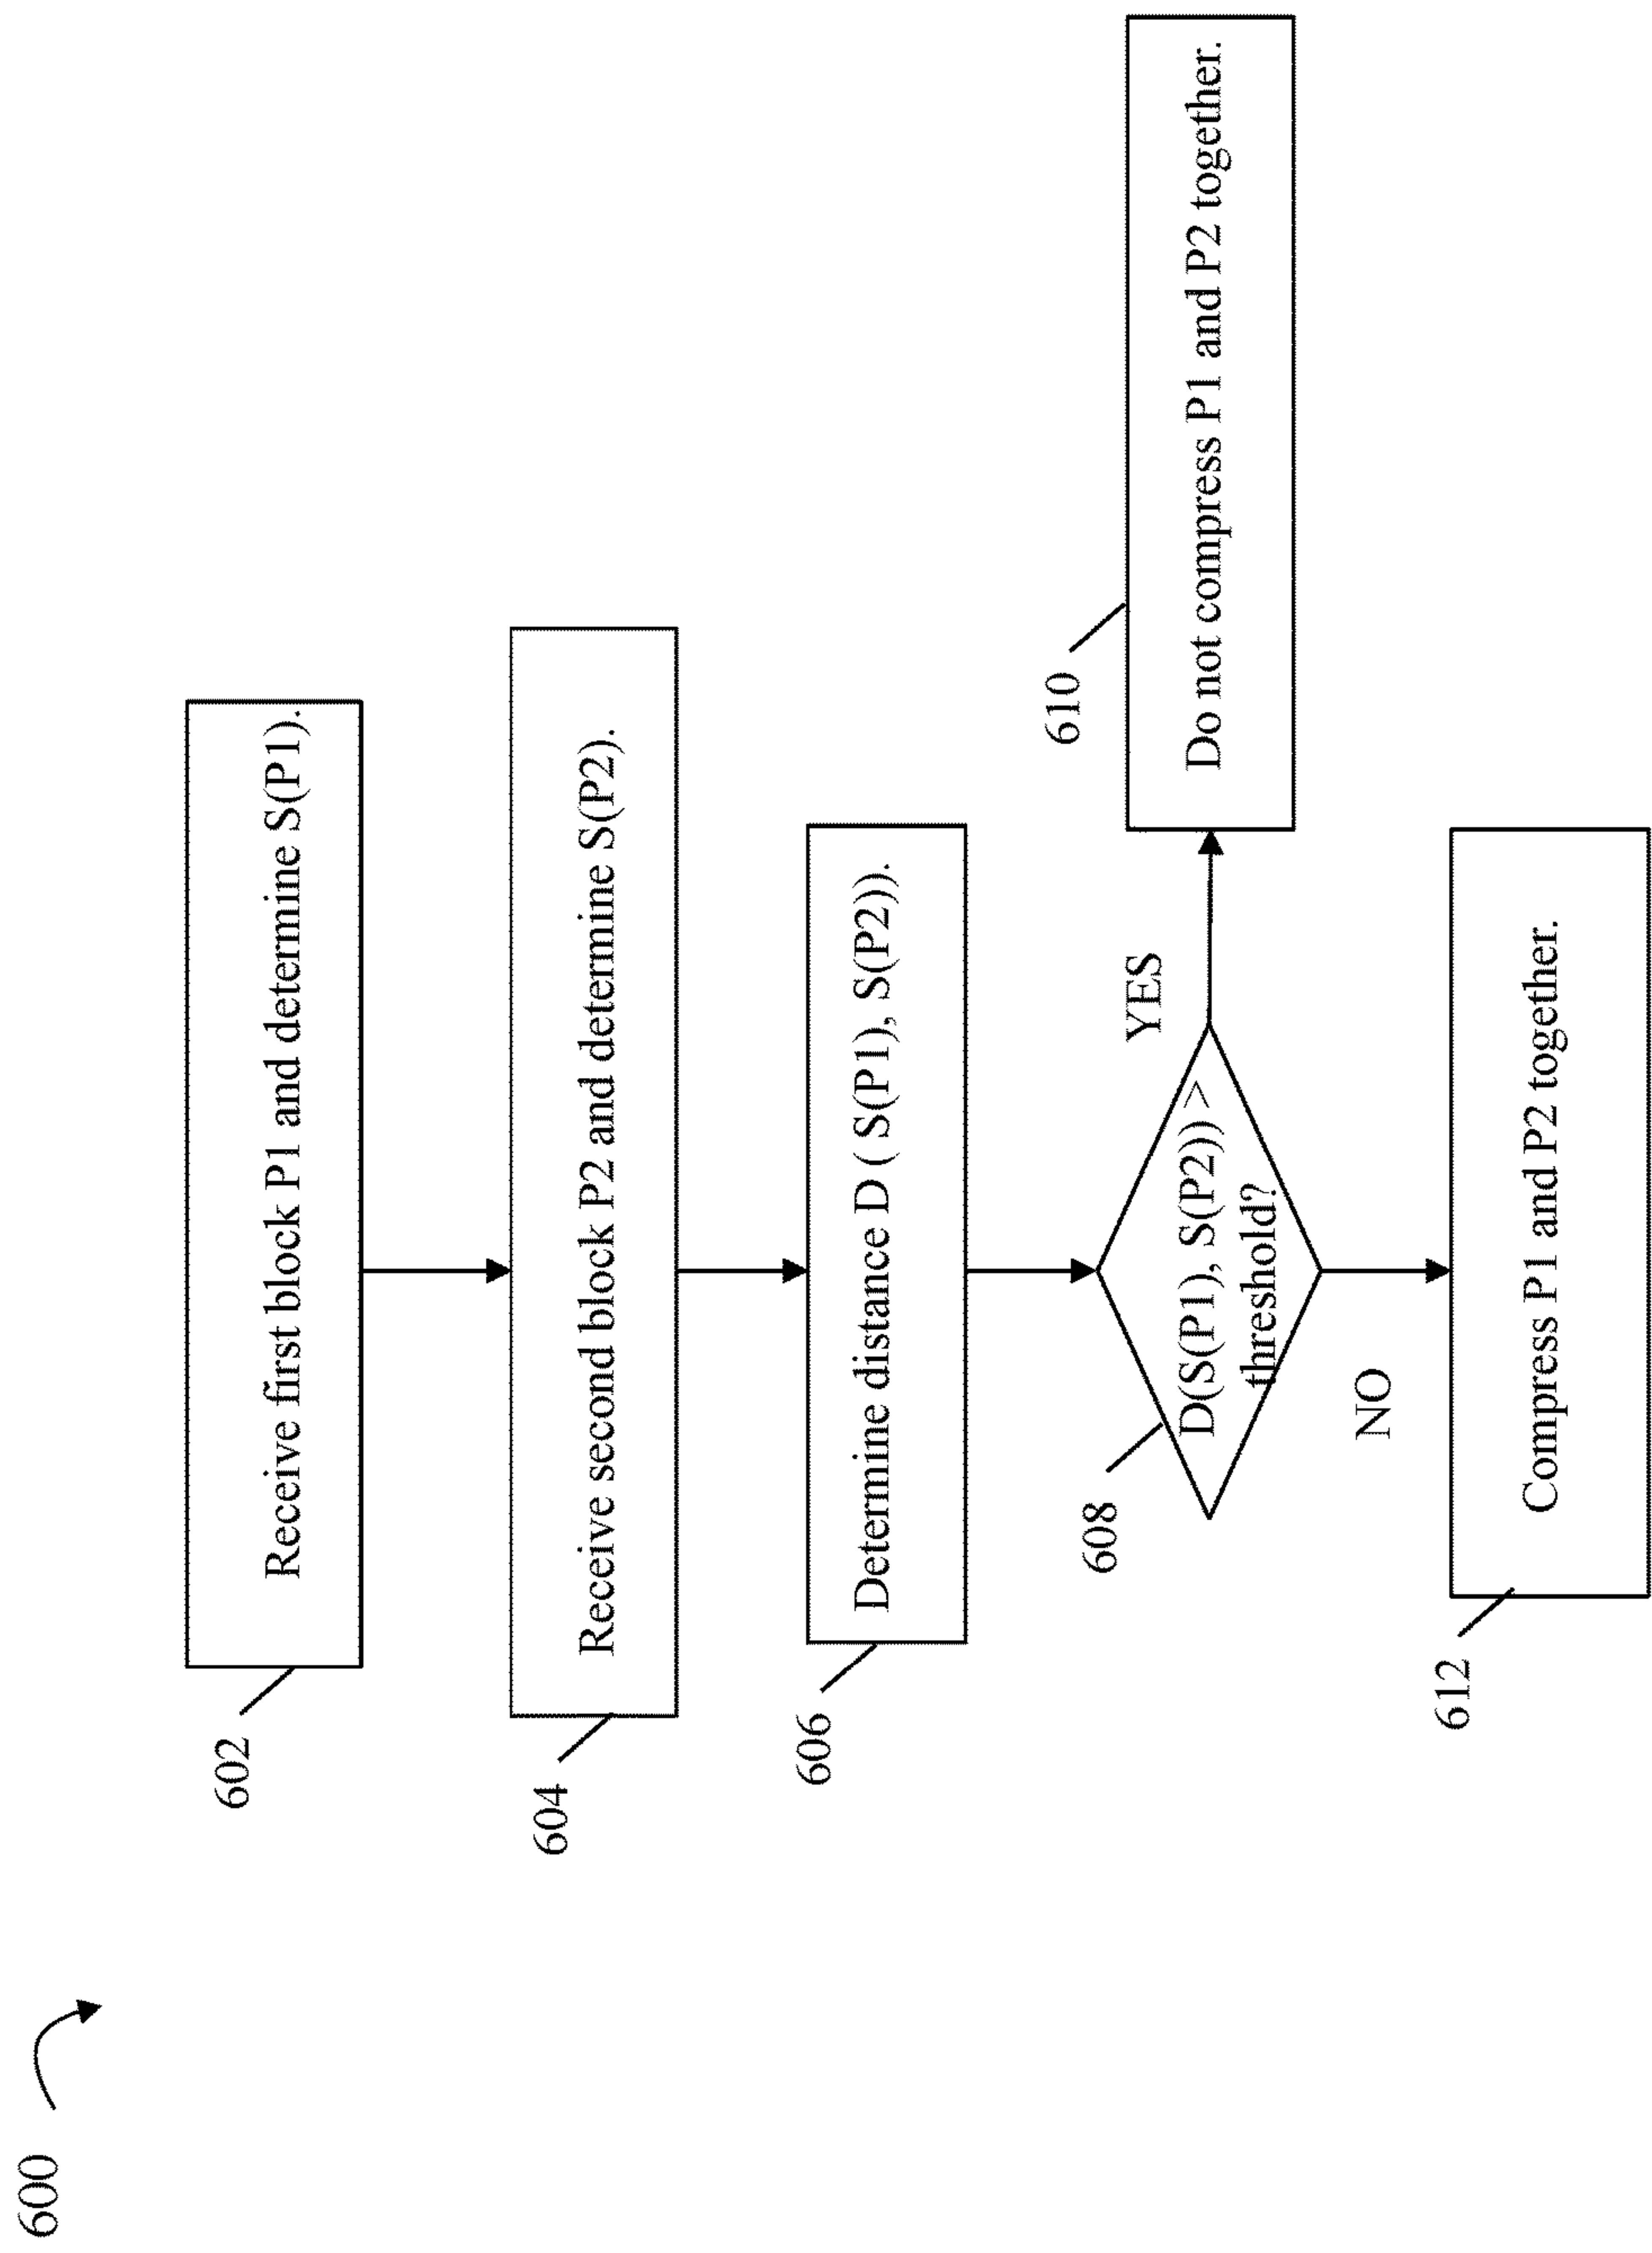 600
602
Receive first block P1 and determine S(P1).
604
Receive second block P2 and determine S(P2).
606
Determine distance D ( S(P1), S(P2)).
608
D(S(P1), S(P2)) >
threshold?
YES
610
Do not compress P1 and P2 together.
NO
612
Compress P1 and P2 together.